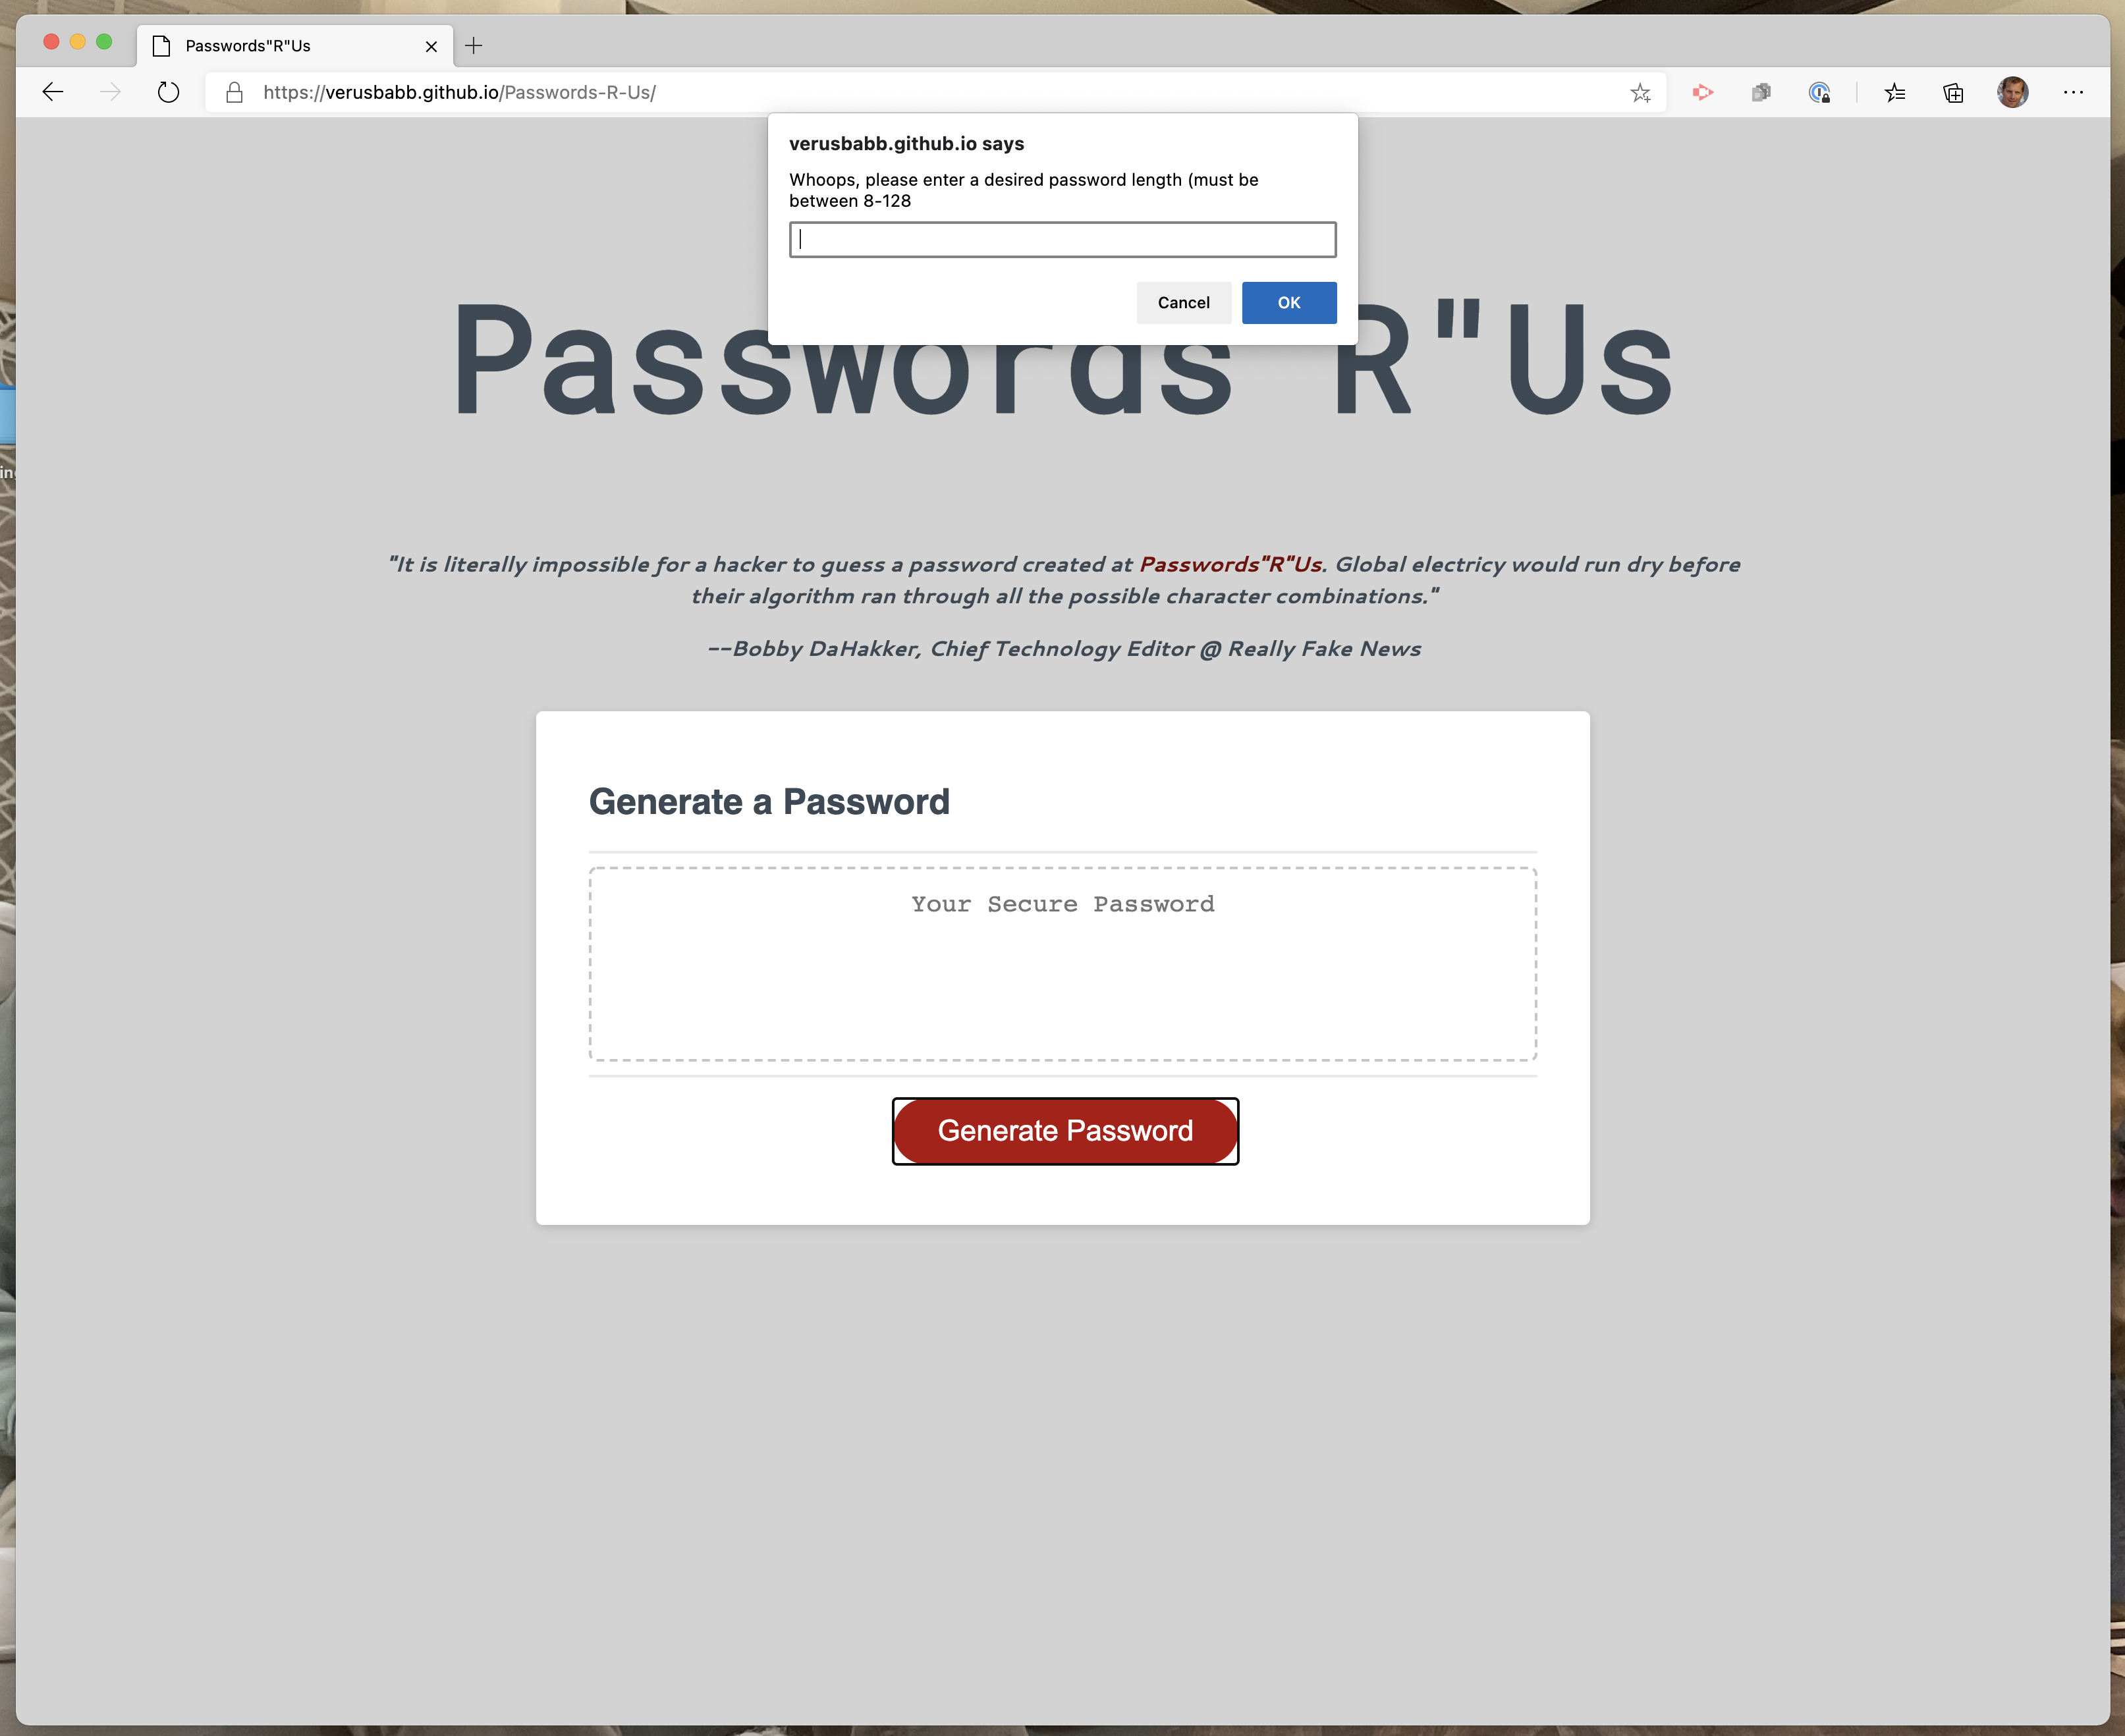 Passwords"R"Us
https://verusbabb.github.io/Passwords-R-Us/
verusbabb.github.io says
Whoops, please enter a desired password length (must be
between 8-128
Cancel
OK
Passwords R"Us
"It is literally impossible for a hacker to guess a password created at Passwords"R"Us. Global electricy would run dry before
their algorithm ran through all the possible character combinations."
--Bobby DaHakker, Chief Technology Editor @ Really Fake News
Generate a Password
Your Secure Password
Generate Password